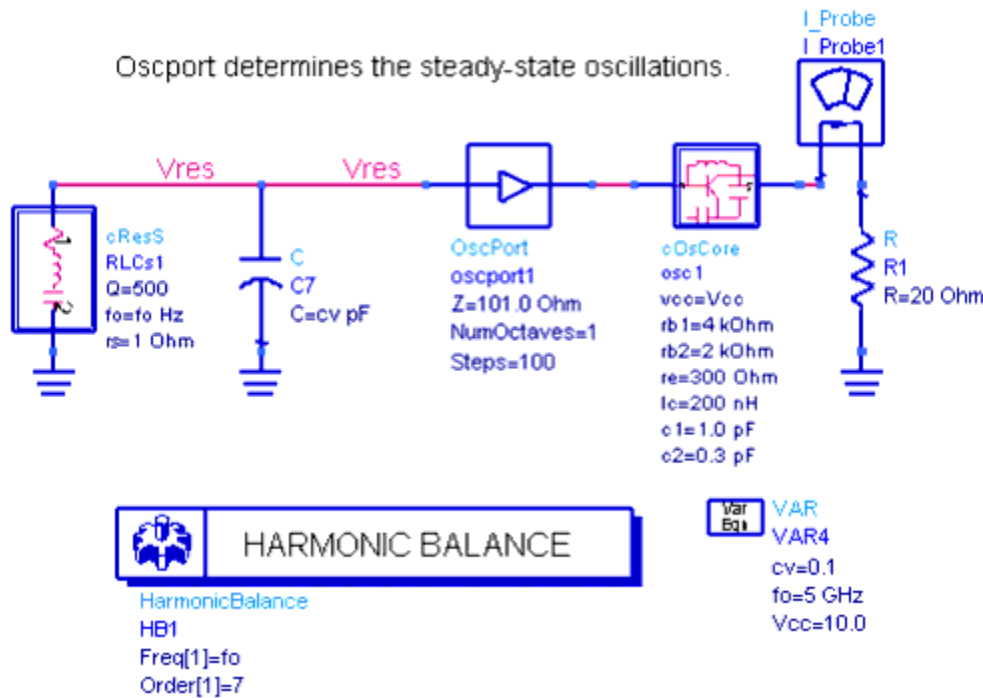 I_Probe
I_Probe1
Oscport determines the steady-state oscillations.
Vres
Vres
1
2
cResS
RLCs1
Q=500
fo=fo Hz
rs=1 Ohm
C
C7
C=cv pF
OscPort
oscport1
Z=101.0 Ohm
NumOctaves=1
Steps=100
cOsCore
osc1
vcc=Vcc
rb1=4 kOhm
rb2=2 kOhm
re=300 Ohm
lc=200 nH
c1=1.0 pF
c2=0.3 pF
R
R1
R=20 Ohm
HARMONIC BALANCE
HarmonicBalance
HB1
Freq[1]=fo
Order[1]=7
Var
Eqn
VAR
VAR4
cv=0.1
fo=5 GHz
Vcc=10.0